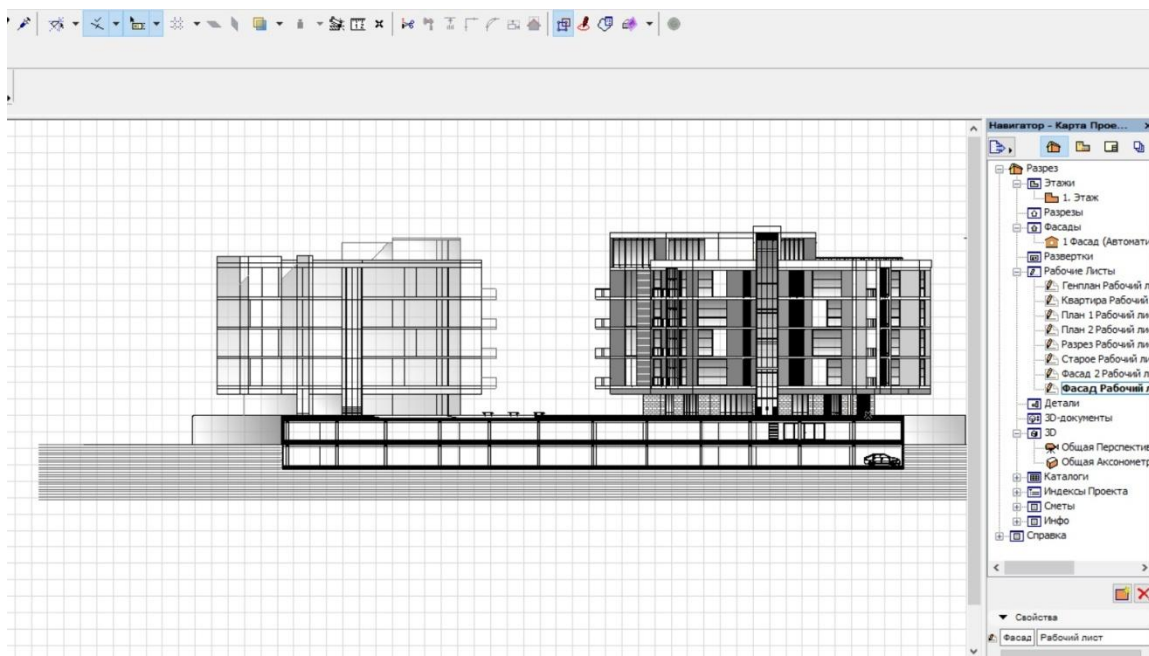 Навигатор - Карта Прое...
Разрез
Этажи
1. Этаж
Разрезы
Фасады
1 Фасад (Автомати
Развертки
Рабочие Листы
Генплан Рабочий л
Квартира Рабочий
План 1 Рабочий ли
План 2 Рабочий ли
Разрез Рабочий ли
Старое Рабочий ли
Фасад 2 Рабочий л
Фасад Рабочий л
Детали
3D-документы
3D
Общая Перспектив
Общая Аксонометр
Каталоги
Индексы Проекта
Сметы
Инфо
Справка
Свойства
Фасад Рабочий лист